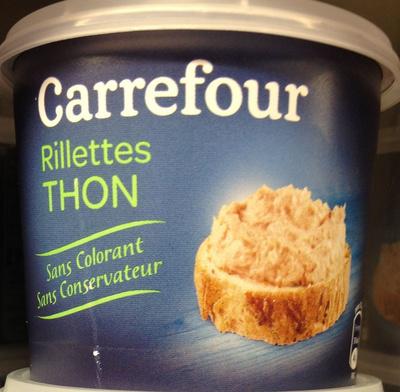 Carrefour
Rillettes
THON
Sans Colorant
Sans Conservateur